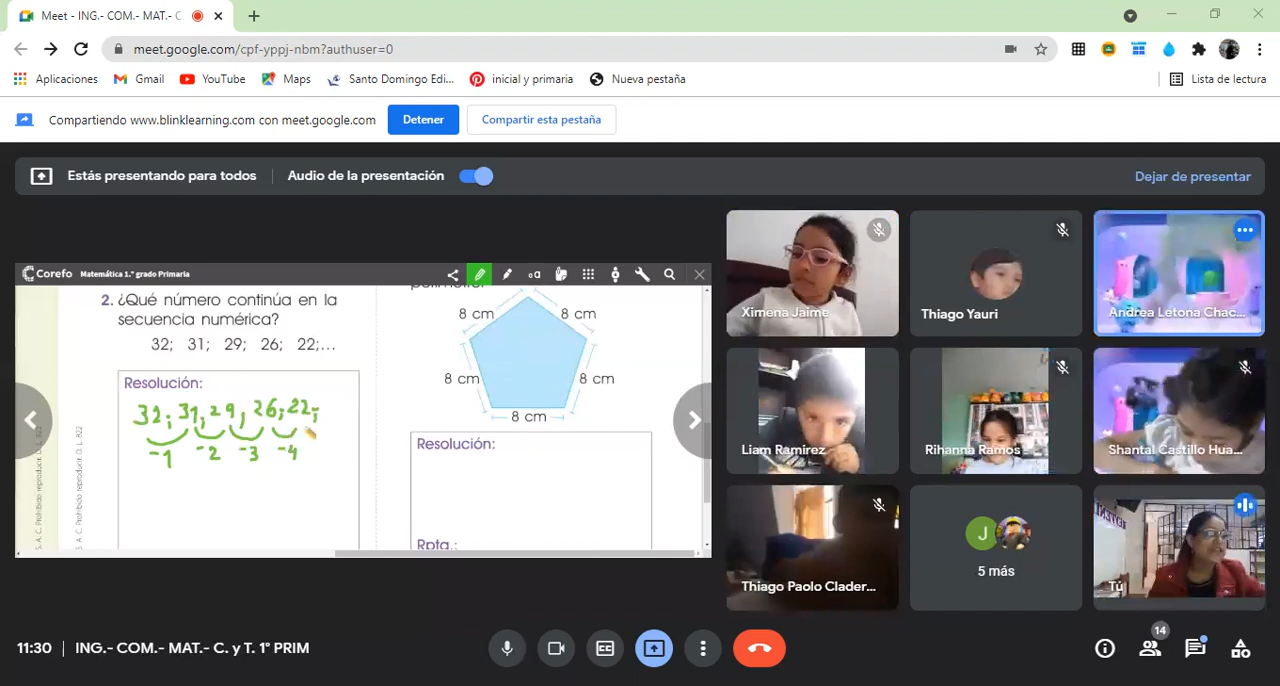 Meet - ING.- COM.- MAT.- C
meet.google.com/cpf-yppj-nbm?authuser=0
Aplicaciones Gmail YouTube Maps Santo Domingo Edi... inicial y primaria Nueva pestaña Lista de lectura
Compartiendo www.blinklearning.com con meet.google.com Detener Compartir esta pestaña
Estás presentando para todos Audio de la presentación Dejar de presentar
Corefo Matemática 1.° grado Primaria
2. ¿Qué número continúa en la
secuencia numérica?
32; 31; 29; 26; 22;...
Resolución:
32; 31; 29; 26; 22;
-1 -2 -3 -4
S. A. C. Prohibido reproducir. D. L. 822
8 cm 8 cm
8 cm 8 cm
8 cm
Resolución:
Rpta.:
Ximena Jaime
Thiago Yauri
Andrea Letona Chac...
Liam Ramirez
Rihanna Ramos
Shantal Castillo Hua...
Thiago Paolo Clader...
J
5 más
Tú
11:30 | ING.- COM.- MAT.- C. y T. 1° PRIM
14